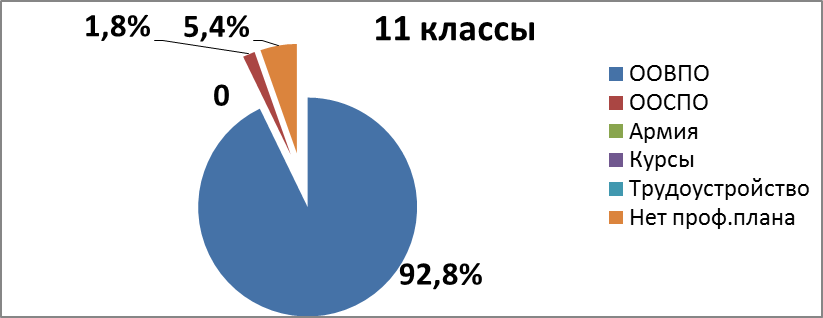 1,8%
5,4%
11 классы
0
92,8%
ООВПО
ООСПО
Армия
Курсы
Трудоустройство
Нет проф.плана